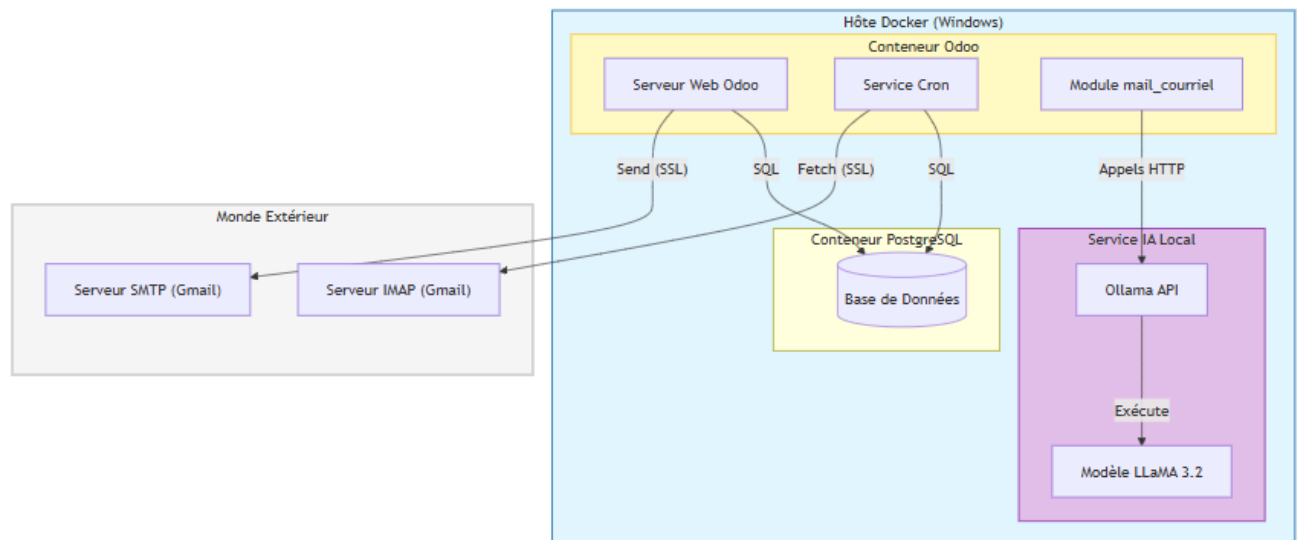 Hôte Docker (Windows)
Conteneur Odoo
Serveur Web Odoo
Service Cron
Module mail_courriel
Send (SSL)
SQL
Fetch (SSL)
SQL
Appels HTTP
Monde Extérieur
Serveur SMTP (Gmail)
Serveur IMAP (Gmail)
Conteneur PostgreSQL
Base de Données
Service IA Local
Ollama API
Exécute
Modèle LLaMA 3.2